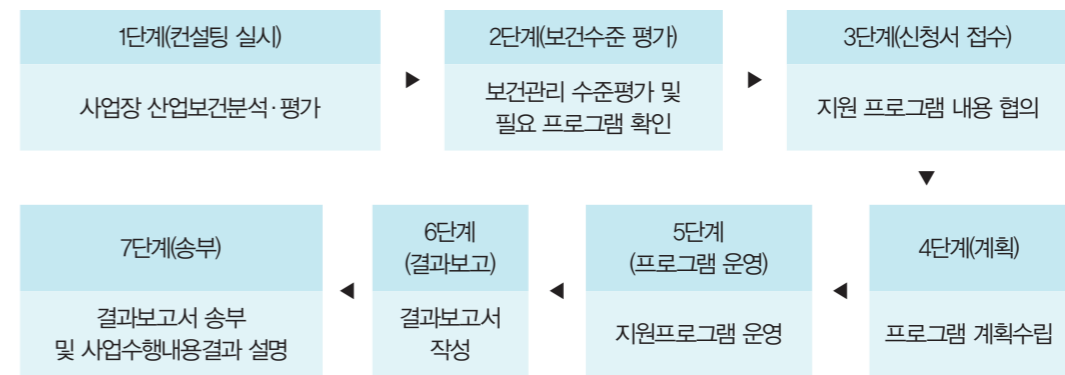 1단계(컨설팅 실시)
사업장 산업보건분석·평가
▶
2단계(보건수준 평가)
보건관리 수준평가 및
필요 프로그램 확인
▶
3단계(신청서 접수)
지원 프로그램 내용 협의
▼
4단계(계획)
프로그램 계획수립
◀
5단계
(프로그램 운영)
지원프로그램 운영
◀
6단계
(결과보고)
결과보고서
작성
◀
7단계(송부)
결과보고서 송부
및 사업수행내용결과 설명